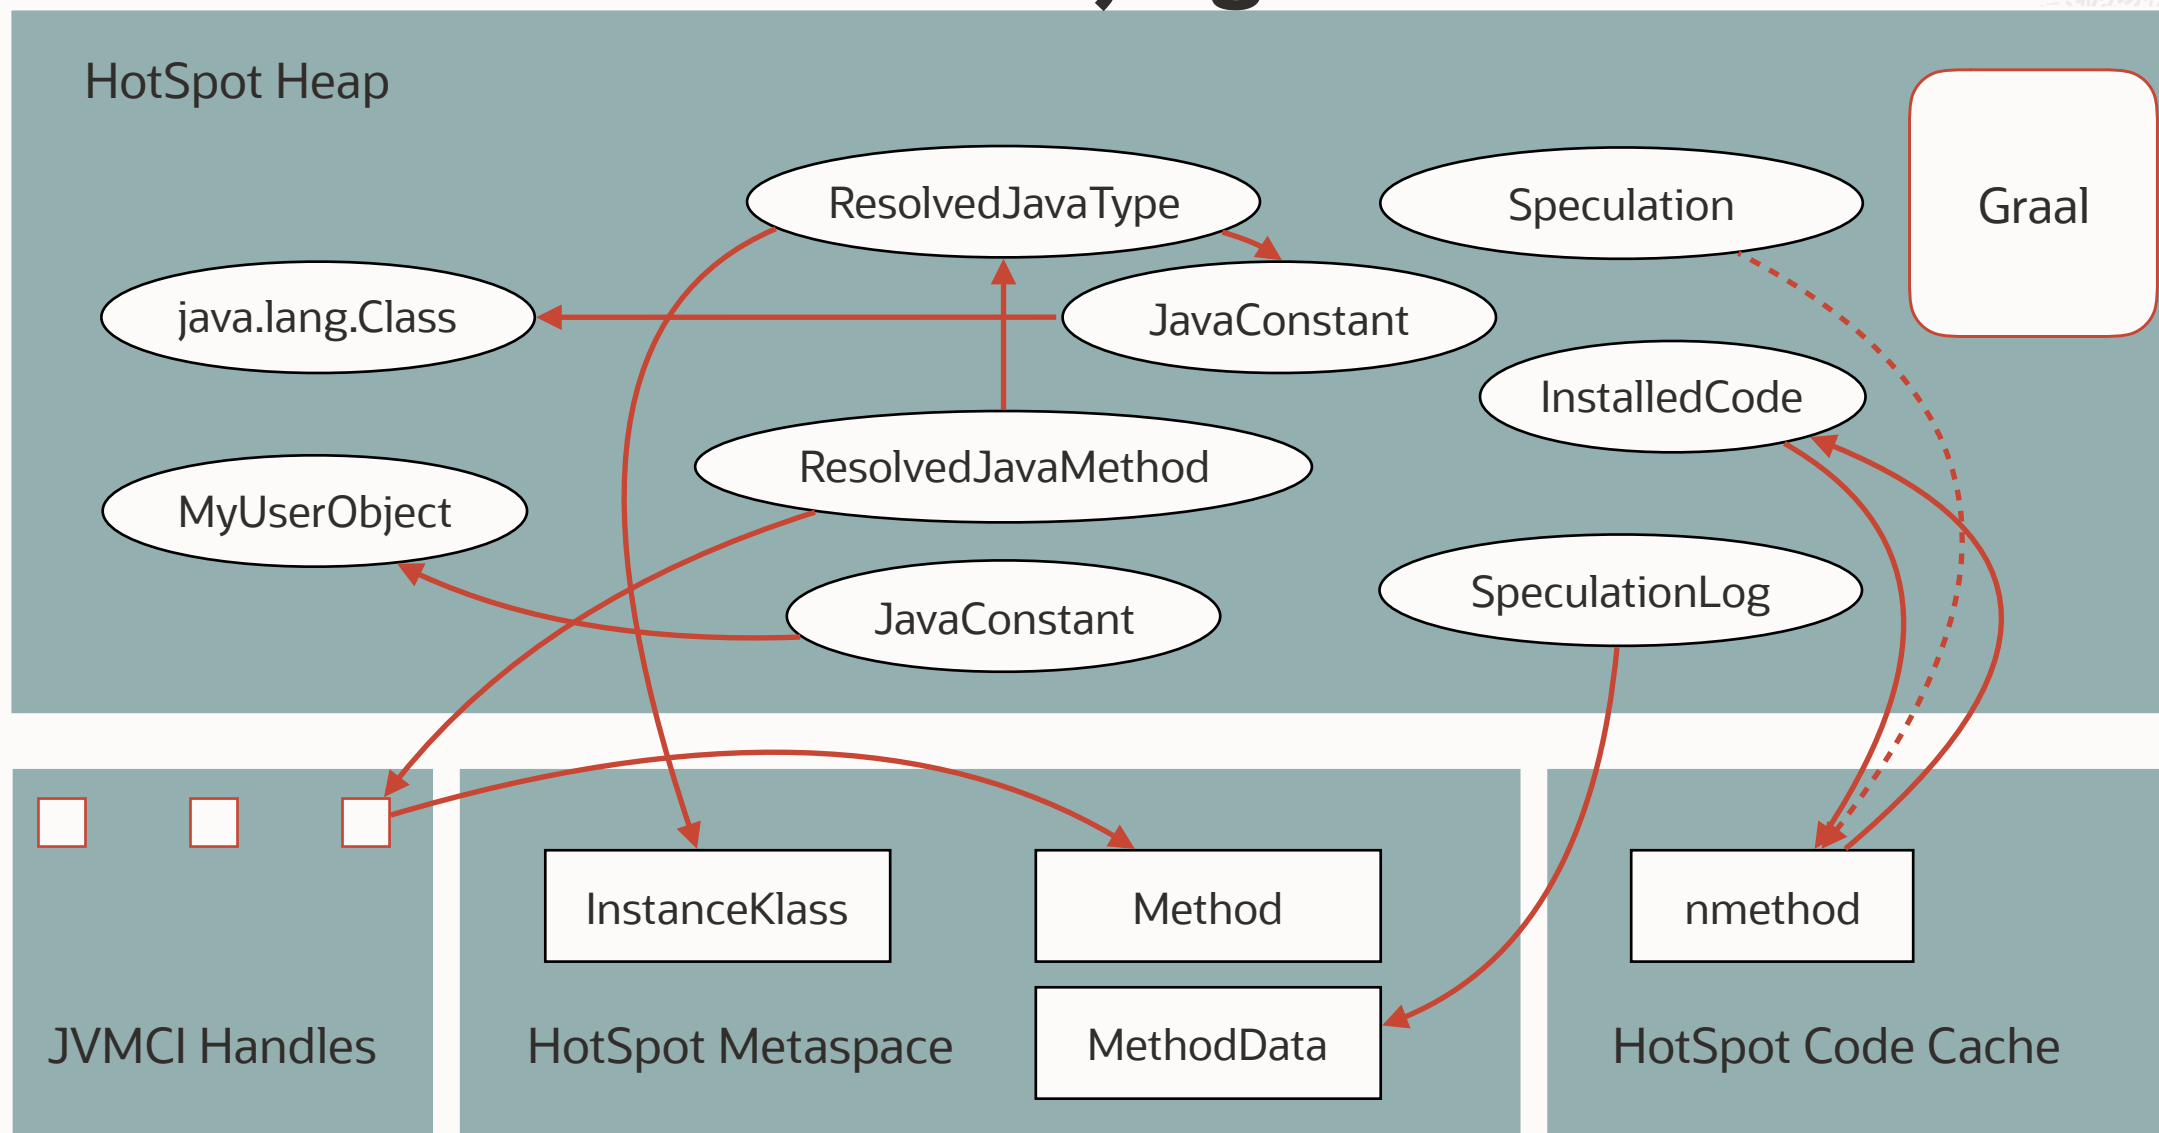 HotSpot Heap
ResolvedJavaType
Speculation
Graal
java.lang.Class
JavaConstant
InstalledCode
ResolvedJavaMethod
MyUserObject
SpeculationLog
JavaConstant
InstanceKlass
Method
nmethod
JVMCI Handles
HotSpot Metaspace
MethodData
HotSpot Code Cache